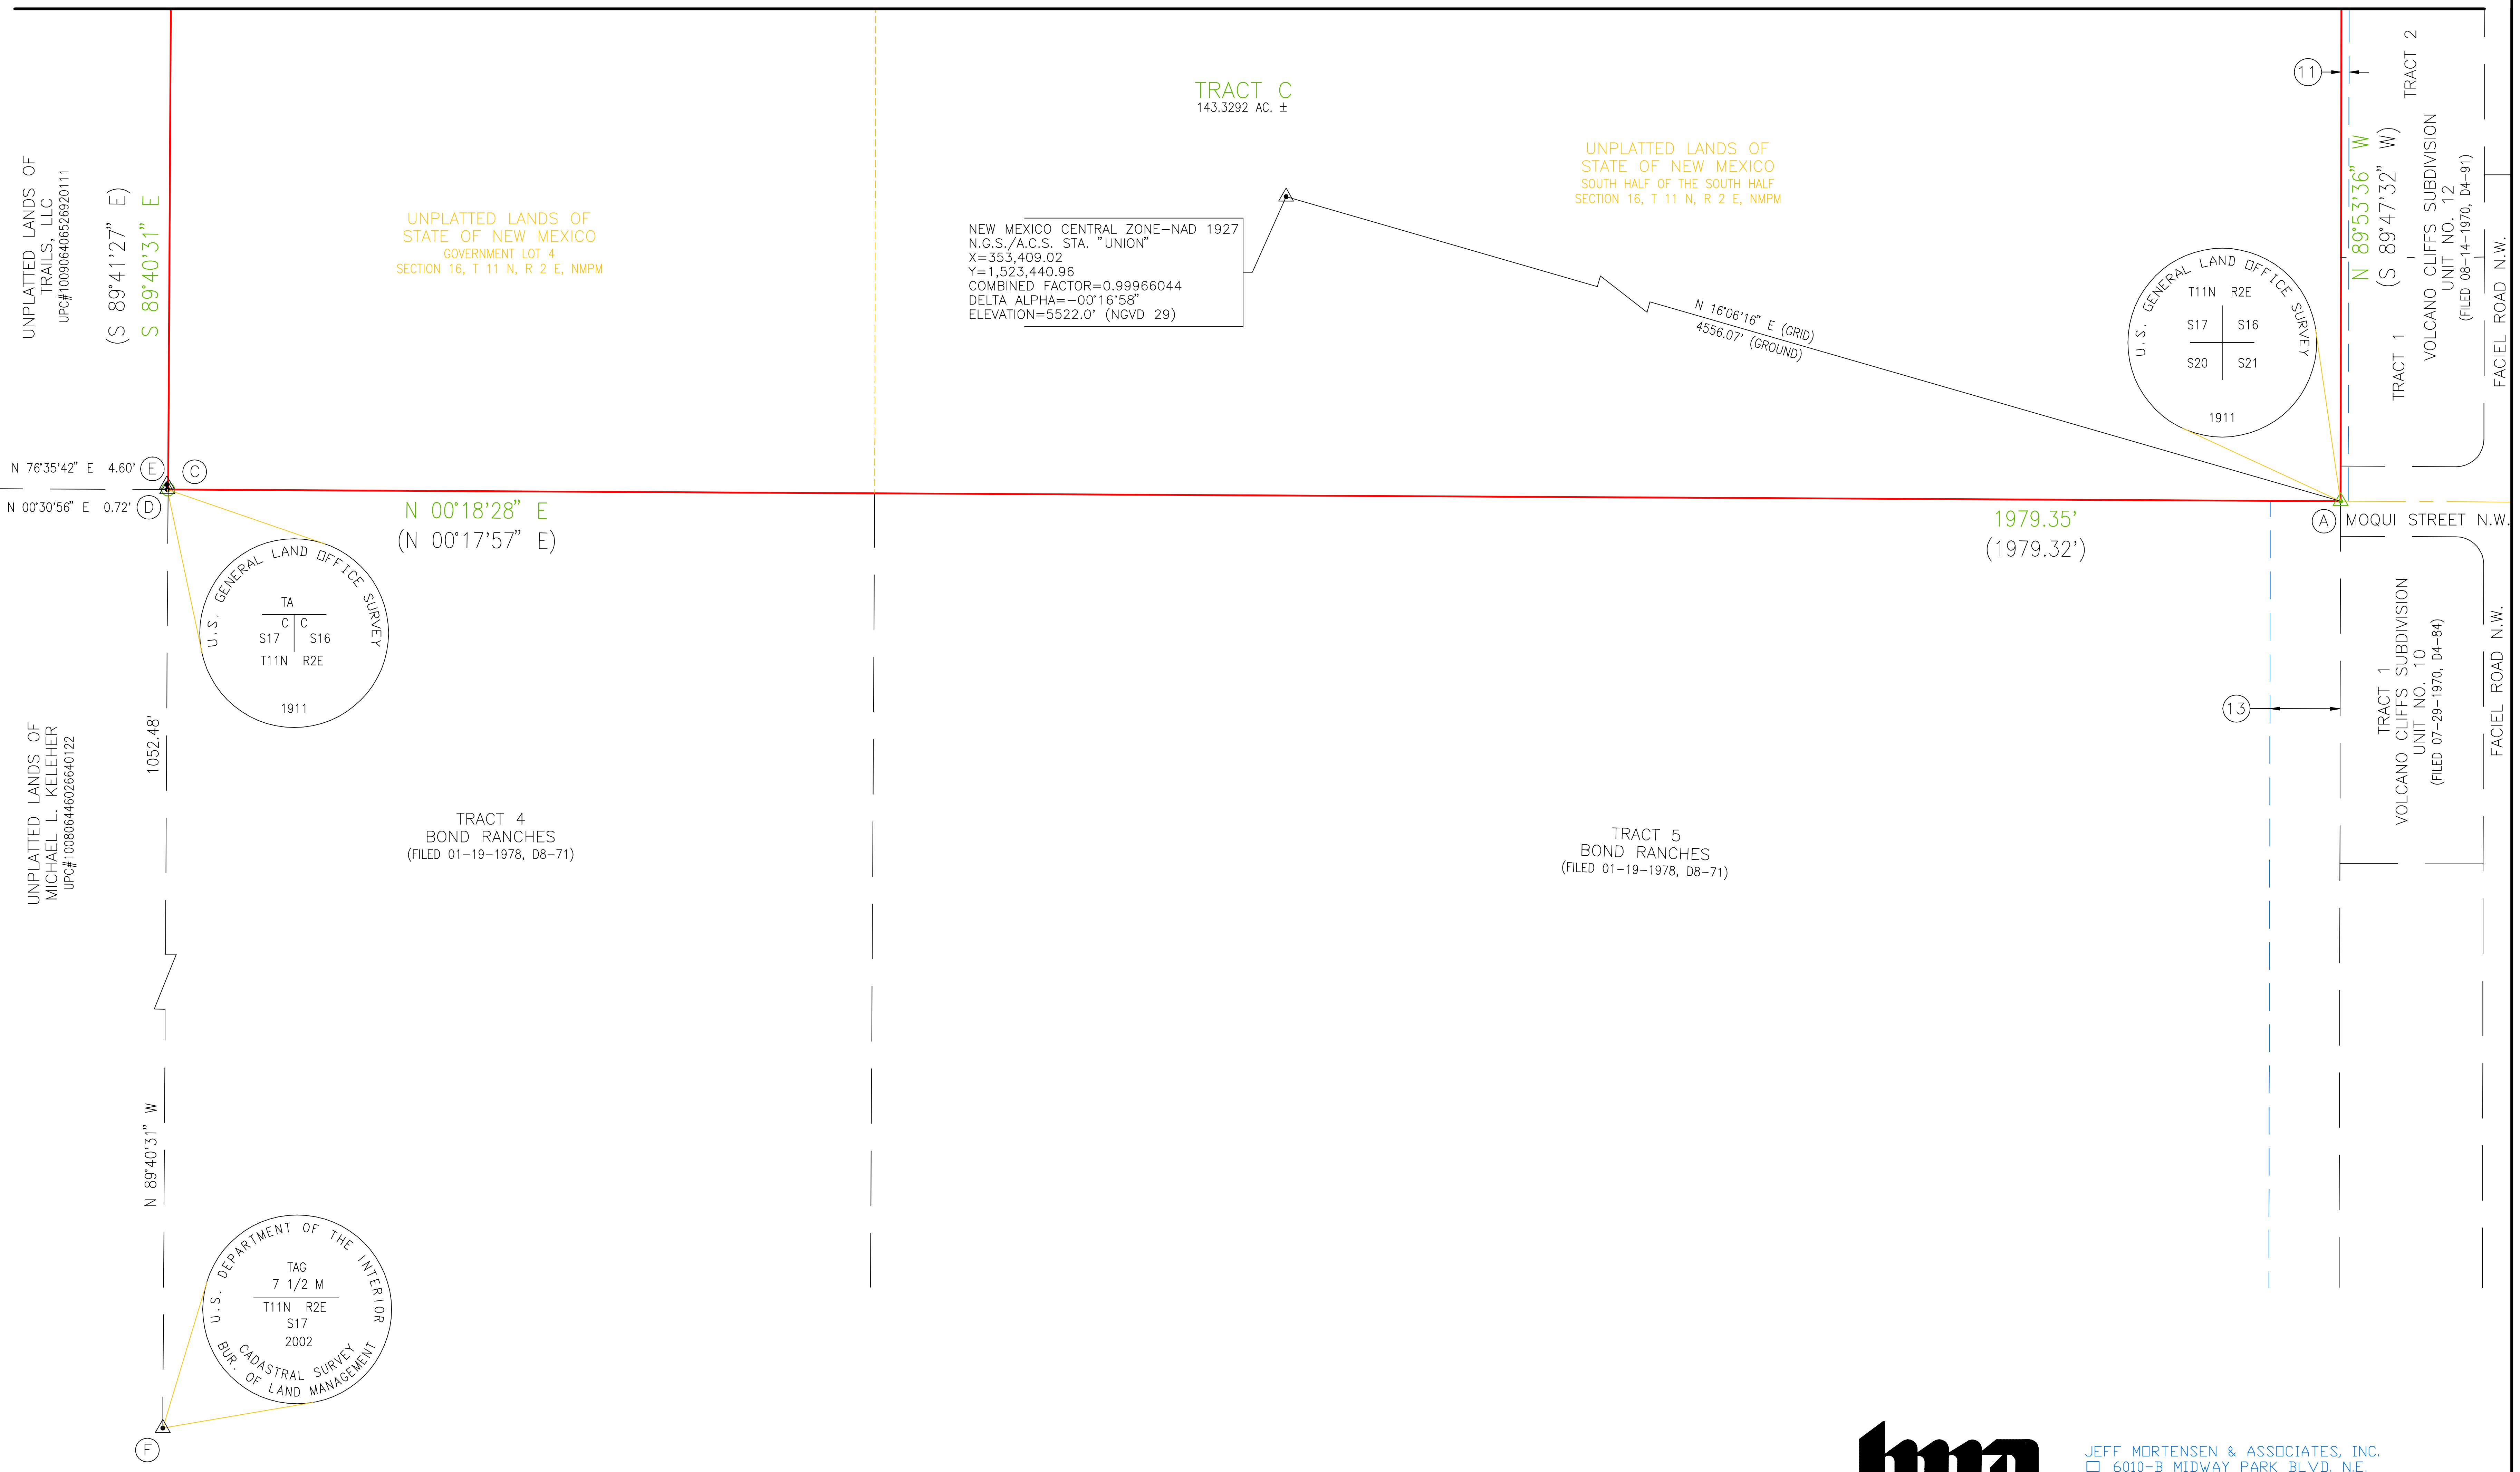 TRACT C
143.3292 AC. ±
UNPLATTED LANDS OF
TRAILS, LLC
UPC#100906406526920111
(S 89°41'27" E)
S 89°40'31" E
UNPLATTED LANDS OF
STATE OF NEW MEXICO
GOVERNMENT LOT 4
SECTION 16, T 11 N, R 2 E, NMPM
NEW MEXICO CENTRAL ZONE-NAD 1927
N.G.S./A.C.S. STA. "UNION"
X=353,409.02
Y=1,523,440.96
COMBINED FACTOR=0.99966044
DELTA ALPHA=-00°16'58"
ELEVATION=5522.0' (NGVD 29)
UNPLATTED LANDS OF
STATE OF NEW MEXICO
SOUTH HALF OF THE SOUTH HALF
SECTION 16, T 11 N, R 2 E, NMPM
N 16°06'16" E (GRID)
4556.07' (GROUND)
U.S. GENERAL LAND OFFICE SURVEY
T11N R2E
S17 S16
S20 S21
1911
11
N 89°53'36" W
(S 89°47'32" W)
TRACT 2
TRACT 1
VOLCANO CLIFFS SUBDIVISION
UNIT NO. 12
(FILED 08-14-1970, D4-91)
FACIEL ROAD N.W.
N 76°35'42" E 4.60'
E
C
N 00°30'56" E 0.72'
D
N 00°18'28" E
(N 00°17'57" E)
1979.35'
(1979.32')
A
MOQUI STREET N.W.
U.S. GENERAL LAND OFFICE SURVEY
TA
C C
S17 S16
T11N R2E
1911
1052.48'
UNPLATTED LANDS OF
MICHAEL L. KELEHER
UPC#100806446026640122
TRACT 4
BOND RANCHES
(FILED 01-19-1978, D8-71)
TRACT 5
BOND RANCHES
(FILED 01-19-1978, D8-71)
13
TRACT 1
VOLCANO CLIFFS SUBDIVISION
UNIT NO. 10
(FILED 07-29-1970, D4-84)
FACIEL ROAD N.W.
N 89°40'31" W
U.S. DEPARTMENT OF THE INTERIOR
TAG
7 1/2 M
T11N R2E
S17
2002
CADASTRAL SURVEY
BUR. OF LAND MANAGEMENT
F
JEFF MORTENSEN & ASSOCIATES, INC.
6010-B MIDWAY PARK BLVD. N.E.